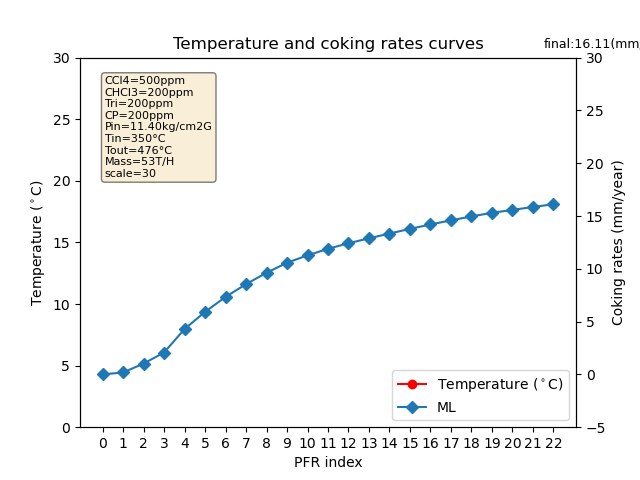 Temperature and coking rates curves
final:16.11(mm
CCl4=500ppm
CHCl3=200ppm
Tri=200ppm
CP=200ppm
Pin=11.40kg/cm2G
Tin=350°C
Tout=476°C
Mass=53T/H
scale=30
Temperature (°C)
30
25
20
15
10
5
0
Coking rates (mm/year)
30
25
20
15
10
5
0
−5
Temperature (°C)
ML
0 1 2 3 4 5 6 7 8 9 10 11 12 13 14 15 16 17 18 19 20 21 22
PFR index